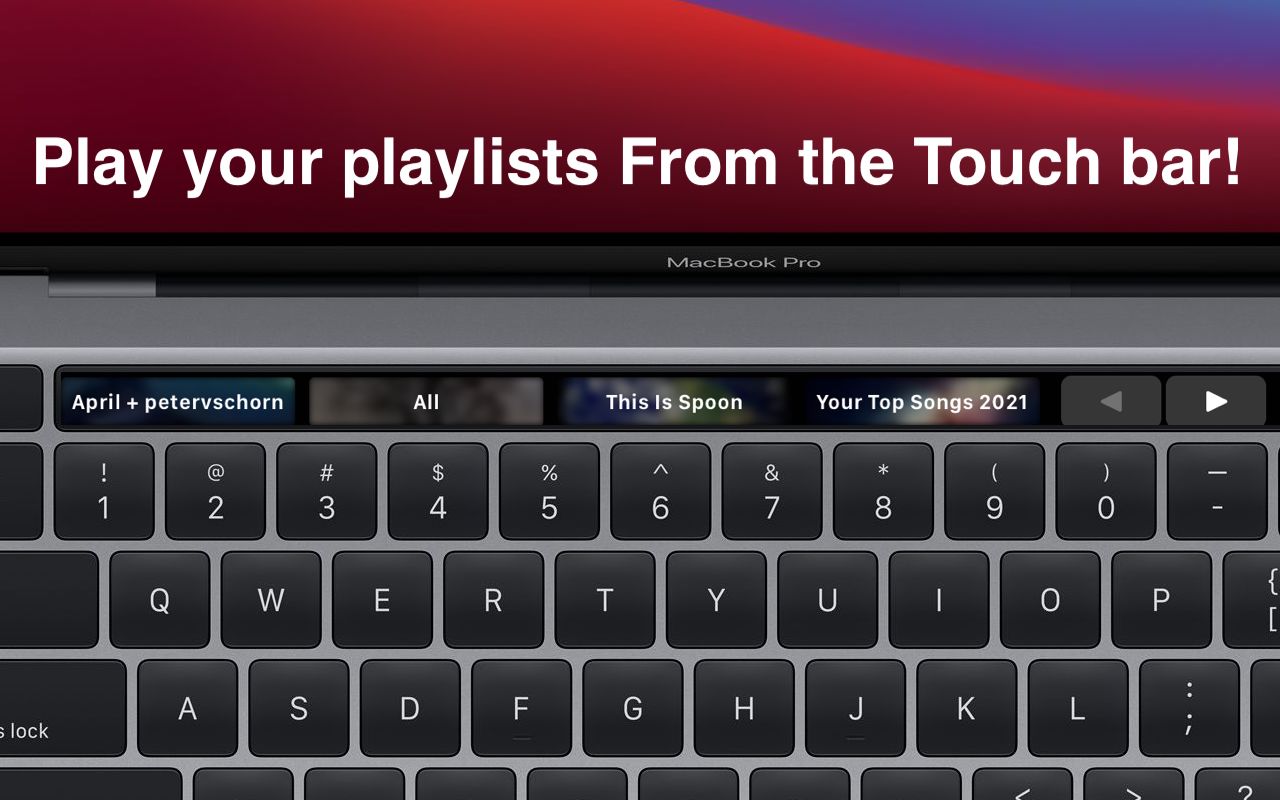 Play your playlists From the Touch bar!
MacBook Pro
April + petervschorn All This Is Spoon Your Top Songs 2021 ◀ ▶
! @ # $ % ^ & * ( ) —
1 2 3 4 5 6 7 8 9 0 -
{
Q W E R T Y U I O P
[
:
A S D F G H J K L
;
s lock
< > ?